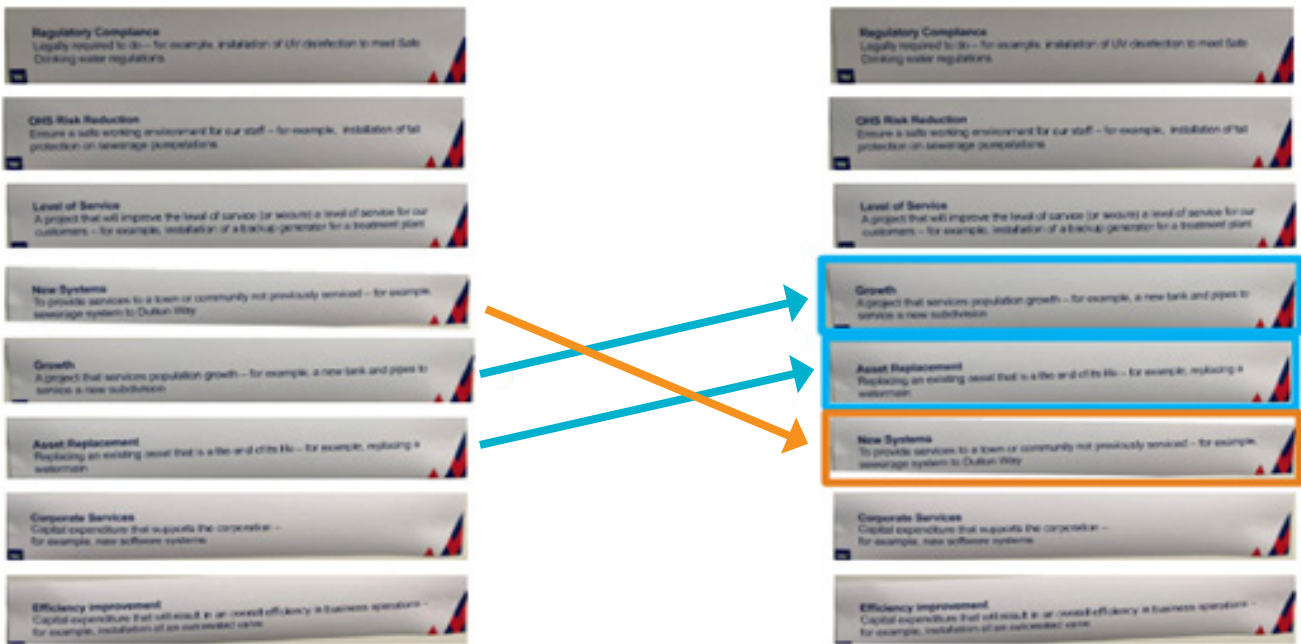 Regulatory Compliance
Legally required to do – for example, installation of UV disinfection to meet Safe
Drinking water regulations
OHS Risk Reduction
Ensure a safe working environment for our staff – for example, installation of fall
protection on sewerage pumpstations
Level of Service
A project that will improve the level of service (or secure) a level of service for our
customers – for example, installation of a backup generator for a treatment plant
New Systems
To provide services to a town or community not previously serviced – for example,
sewerage system to Dutton Way
Growth
A project that services population growth – for example, a new tank and pipes to
service a new subdivision
Asset Replacement
Replacing an existing asset that is a the end of its life – for example, replacing a
watermain
Corporate Services
Capital expenditure that supports the corporation –
for example, new software systems
Efficiency improvement
Capital expenditure that will result in an overall efficiency in business operations –
for example, installation of an automated valve
Regulatory Compliance
Legally required to do – for example, installation of UV disinfection to meet Safe
Drinking water regulations
OHS Risk Reduction
Ensure a safe working environment for our staff – for example, installation of fall
protection on sewerage pumpstations
Level of Service
A project that will improve the level of service (or secure) a level of service for our
customers – for example, installation of a backup generator for a treatment plant
Growth
A project that services population growth – for example, a new tank and pipes to
service a new subdivision
Asset Replacement
Replacing an existing asset that is a the end of its life – for example, replacing a
watermain
New Systems
To provide services to a town or community not previously serviced – for example,
sewerage system to Dutton Way
Corporate Services
Capital expenditure that supports the corporation –
for example, new software systems
Efficiency improvement
Capital expenditure that will result in an overall efficiency in business operations –
for example, installation of an automated valve